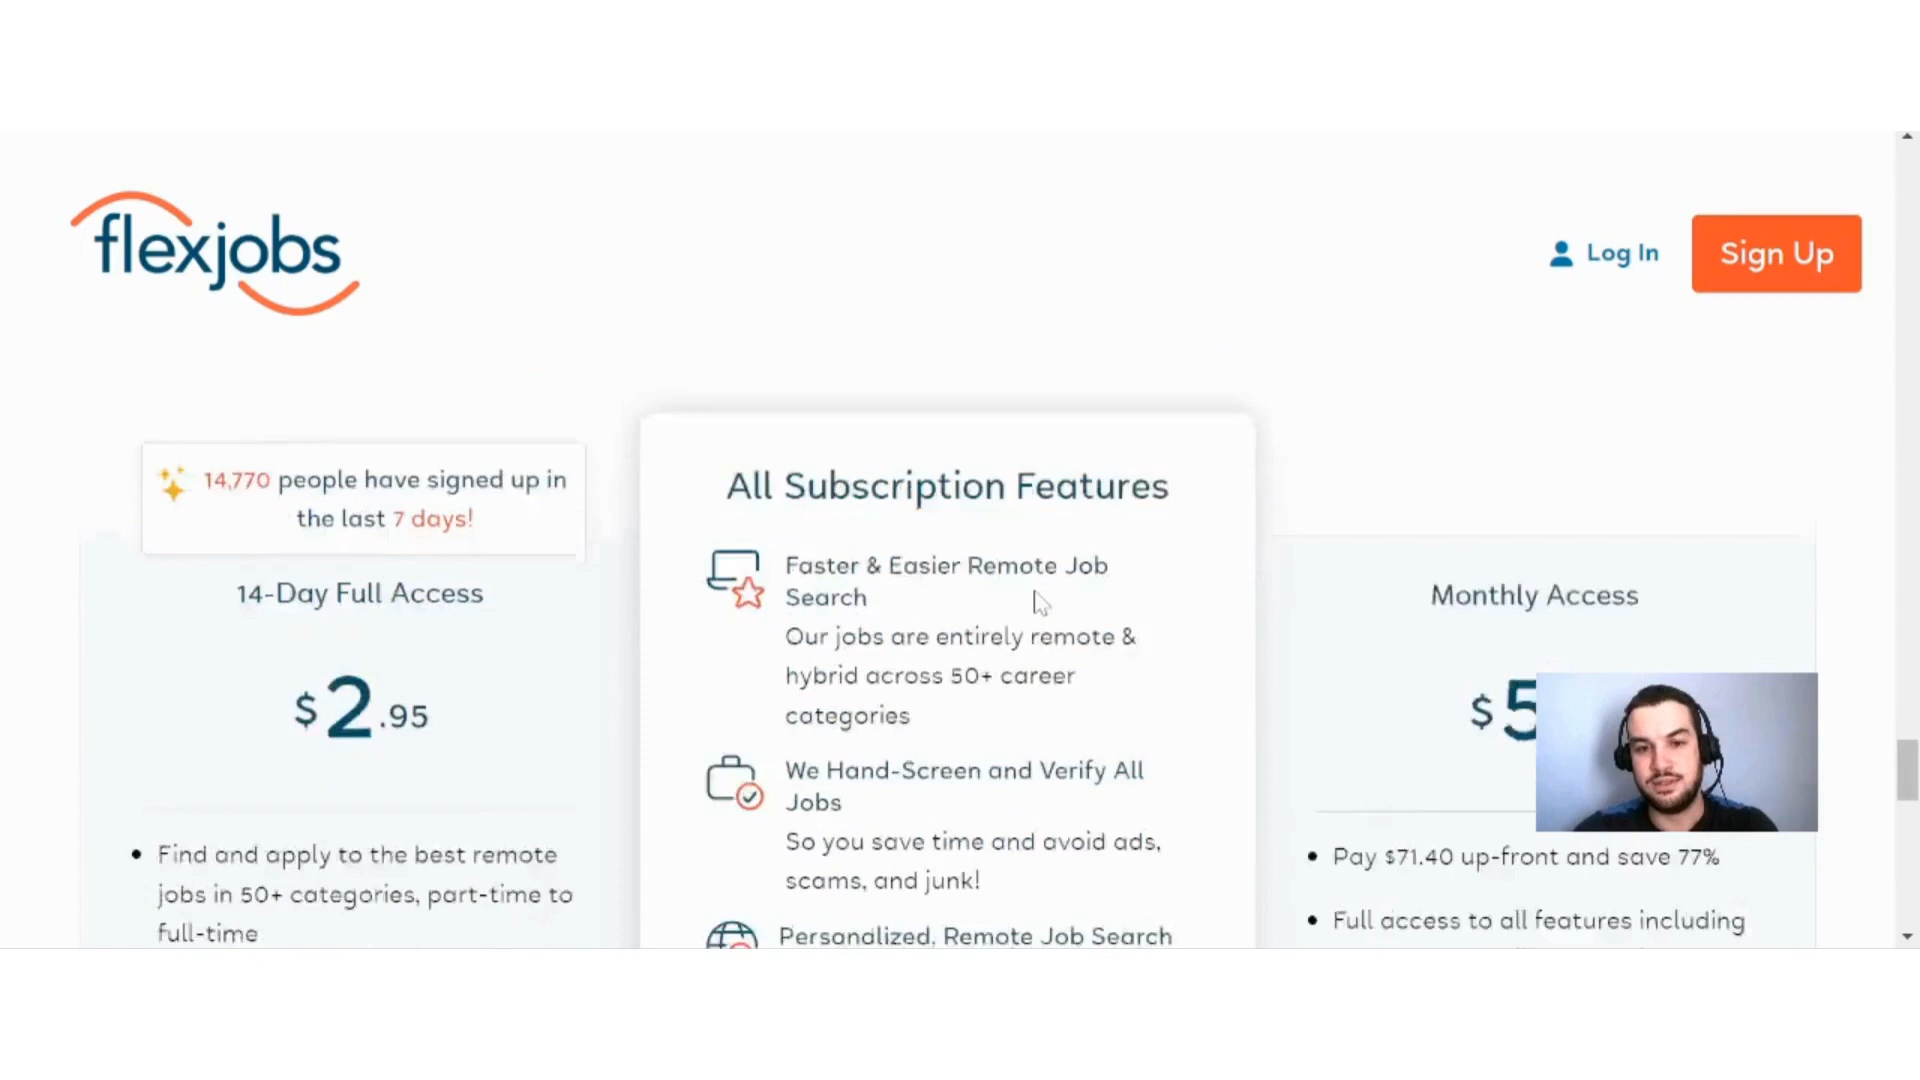 flexjobs
Log In
Sign Up
14,770 people have signed up in
the last 7 days!
14-Day Full Access
$2.95
Find and apply to the best remote
jobs in 50+ categories, part-time to
full-time
All Subscription Features
Faster & Easier Remote Job
Search
Our jobs are entirely remote &
hybrid across 50+ career
categories
We Hand-Screen and Verify All
Jobs
So you save time and avoid ads,
scams, and junk!
Personalized, Remote Job Search
Monthly Access
$5
Pay $71.40 up-front and save 77%
Full access to all features including